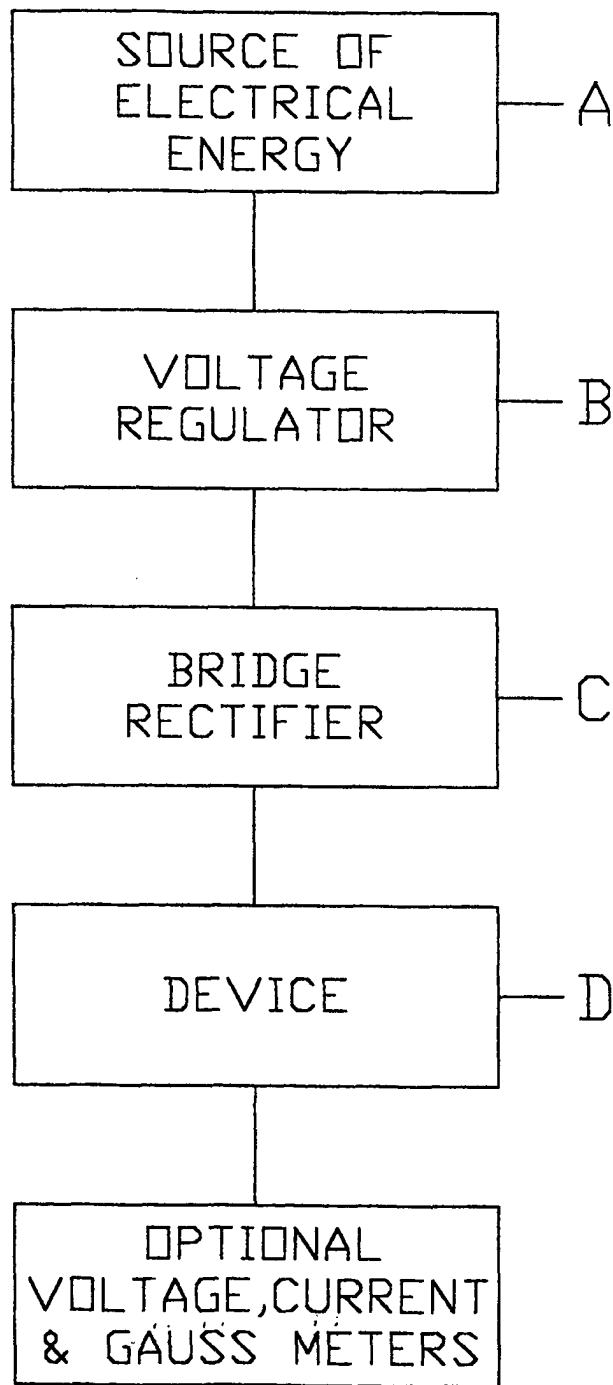 SOURCE OF
ELECTRICAL
ENERGY
A
VOLTAGE
REGULATOR
B
BRIDGE
RECTIFIER
C
DEVICE
D
OPTIONAL
VOLTAGE,CURRENT
& GAUSS METERS